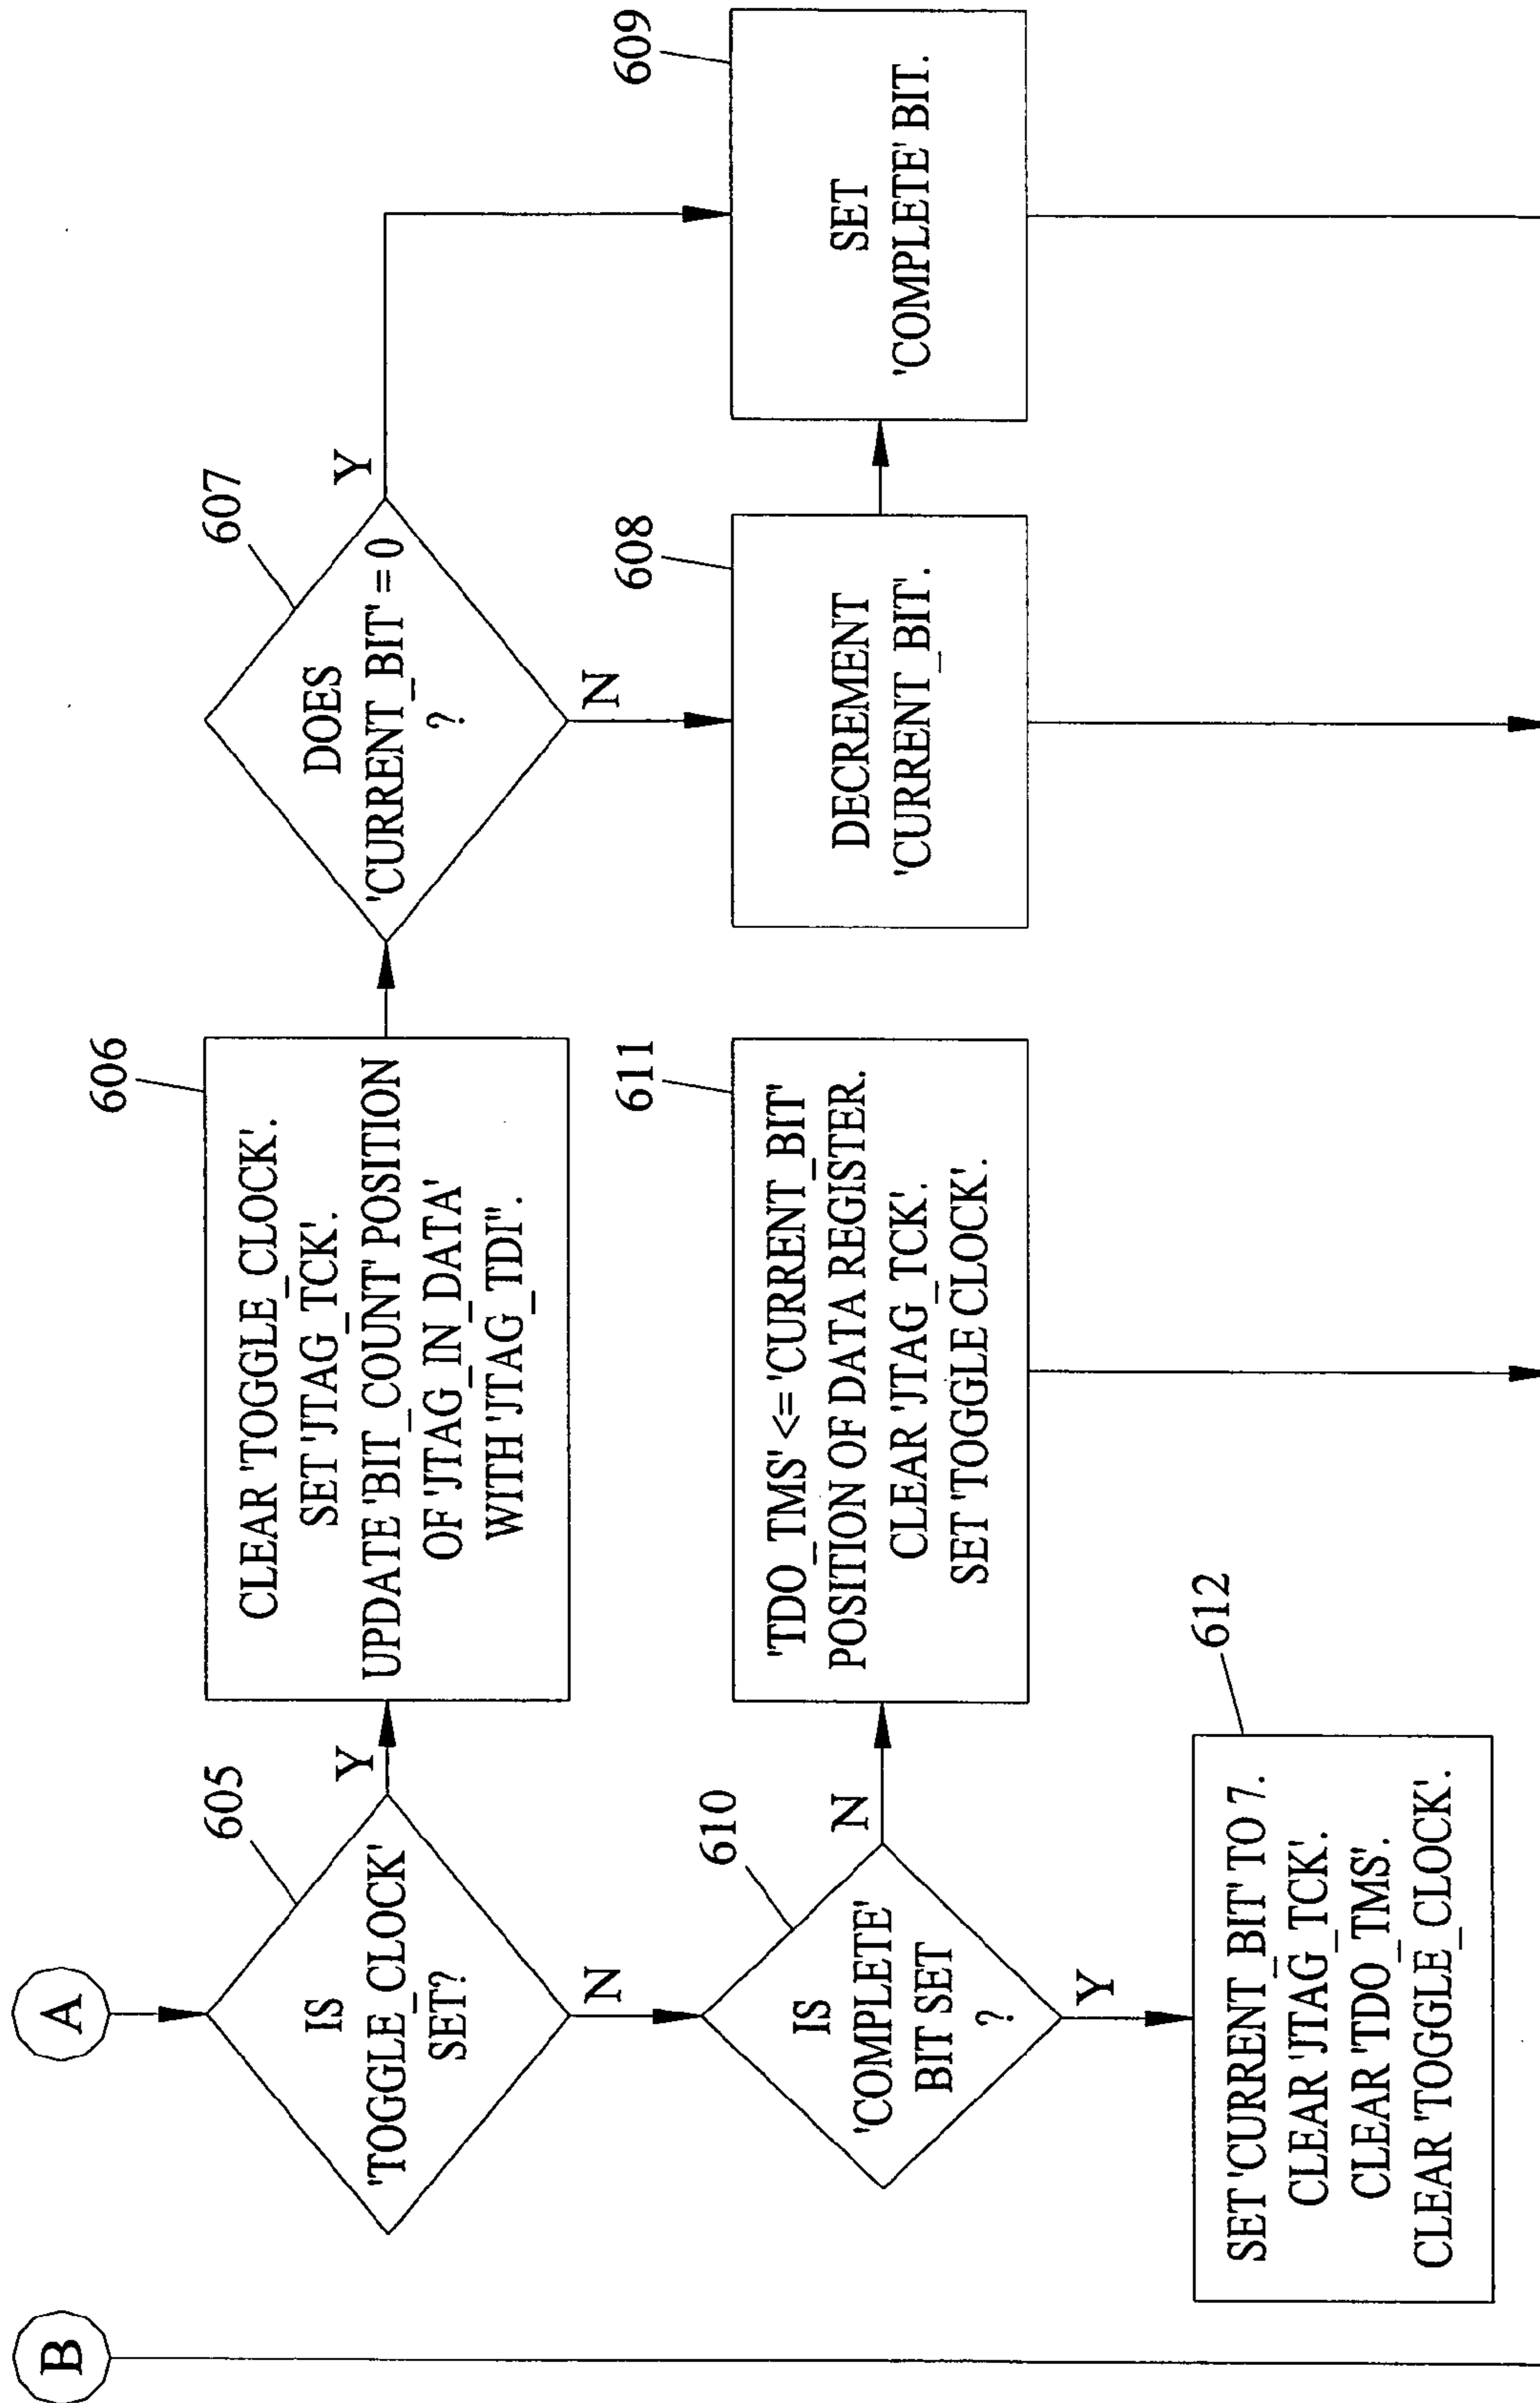 B
A
605
IS
'TOGGLE_CLOCK'
SET?
Y
N
606
CLEAR 'TOGGLE_CLOCK'.
SET 'JTAG_TCK'.
UPDATE 'BIT_COUNT' POSITION
OF 'JTAG_IN_DATA'
WITH 'JTAG_TDI".
607
DOES
'CURRENT_BIT' = 0
?
Y
N
608
DECREMENT
'CURRENT_BIT'.
609
SET
'COMPLETE' BIT.
610
IS
'COMPLETE'
BIT SET
?
N
Y
611
'TDO_TMS' <= 'CURRENT_BIT'
POSITION OF DATA REGISTER.
CLEAR 'JTAG_TCK'.
SET 'TOGGLE CLOCK'.
612
SET 'CURRENT_BIT' TO 7.
CLEAR 'JTAG_TCK'.
CLEAR 'TDO_TMS'.
CLEAR 'TOGGLE_CLOCK'.